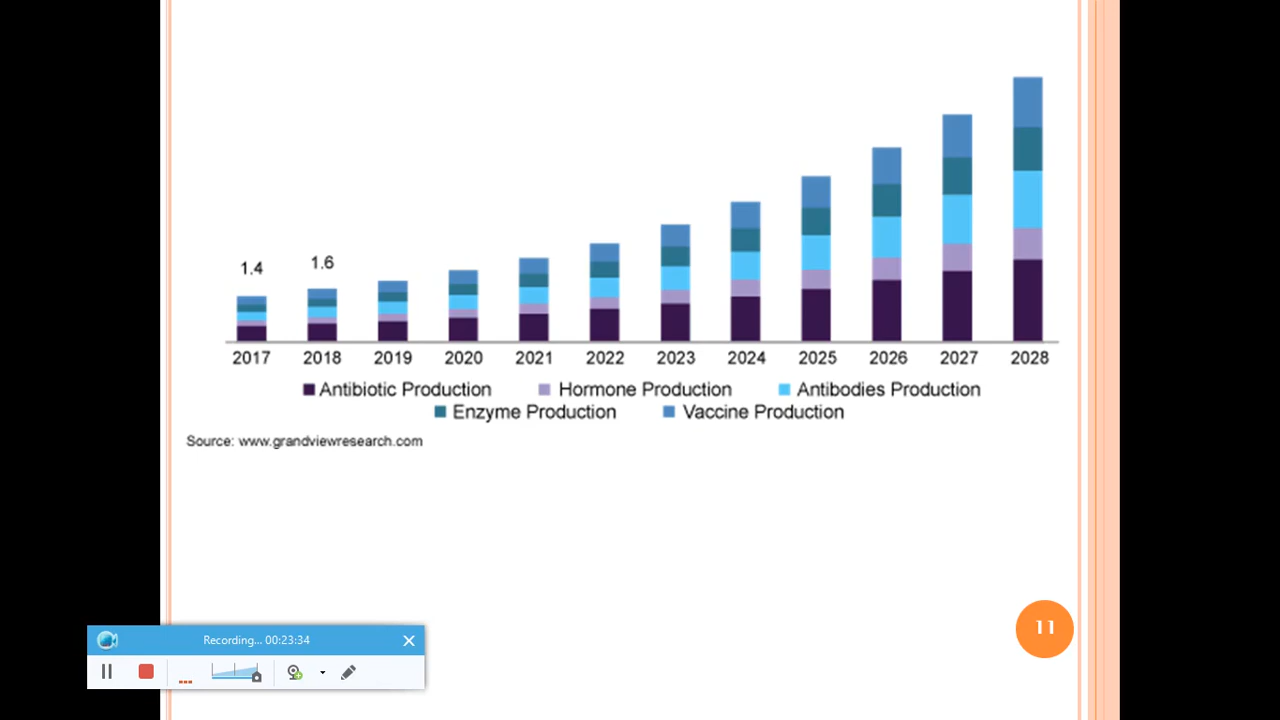 1.4
1.6
2017 2018 2019 2020 2021 2022 2023 2024 2025 2026 2027 2028
Antibiotic Production Hormone Production Antibodies Production
Enzyme Production Vaccine Production
Source: www.grandviewresearch.com
11
Recording... 00:23:34